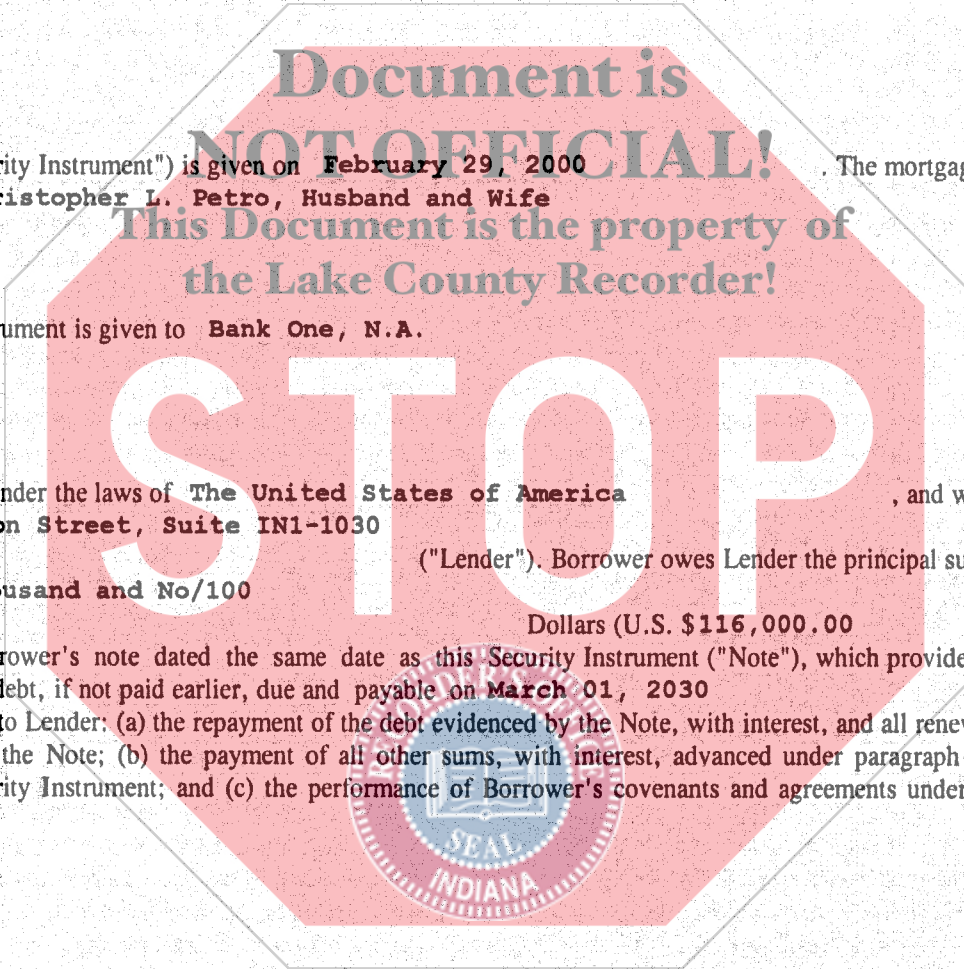 Document is
NOT OFFICIAL!
rity Instrument") is given on February 29, 2000 . The mortgag
ristopher L. Petro, Husband and Wife
This Document is the property of
the Lake County Recorder!
ument is given to Bank One, N.A.
STOP
nder the laws of The United States of America , and w
on Street, Suite IN1-1030
("Lender"). Borrower owes Lender the principal su
ousand and No/100
Dollars (U.S. $116,000.00
rower's note dated the same date as this Security Instrument ("Note"), which provide
debt, if not paid earlier, due and payable on March 01, 2030
to Lender: (a) the repayment of the debt evidenced by the Note, with interest, and all renew
the Note; (b) the payment of all other sums, with interest, advanced under paragraph
rity Instrument; and (c) the performance of Borrower's covenants and agreements under
SEAL
INDIANA